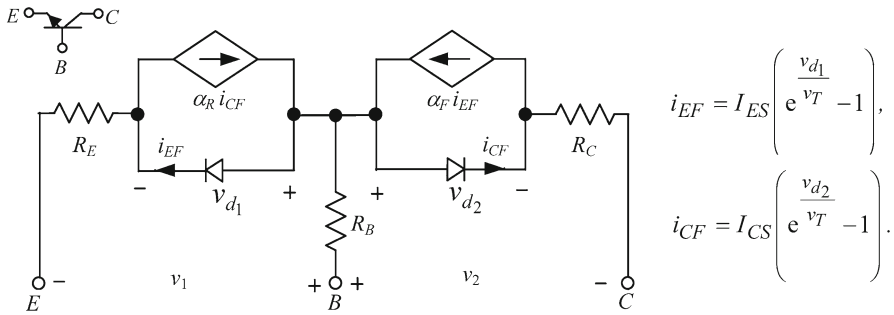 E C
B
α_R i_CF α_F i_EF
R_E i_EF i_CF R_C
− + + −
v_d1 v_d2
R_B
v_1 v_2
E − + B + − C
i_EF = I_ES ( e^(v_d1/v_T) −1 ),
i_CF = I_CS ( e^(v_d2/v_T) −1 ).